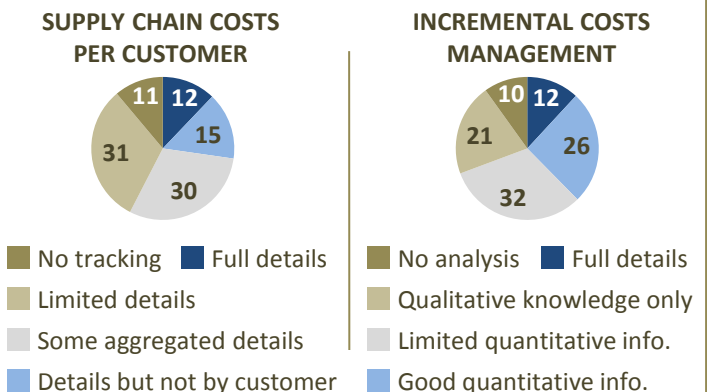 SUPPLY CHAIN COSTS
PER CUSTOMER
11 12
15
31
30
No tracking Full details
Limited details
Some aggregated details
Details but not by customer
INCREMENTAL COSTS
MANAGEMENT
10 12
21 26
32
No analysis Full details
Qualitative knowledge only
Limited quantitative info.
Good quantitative info.